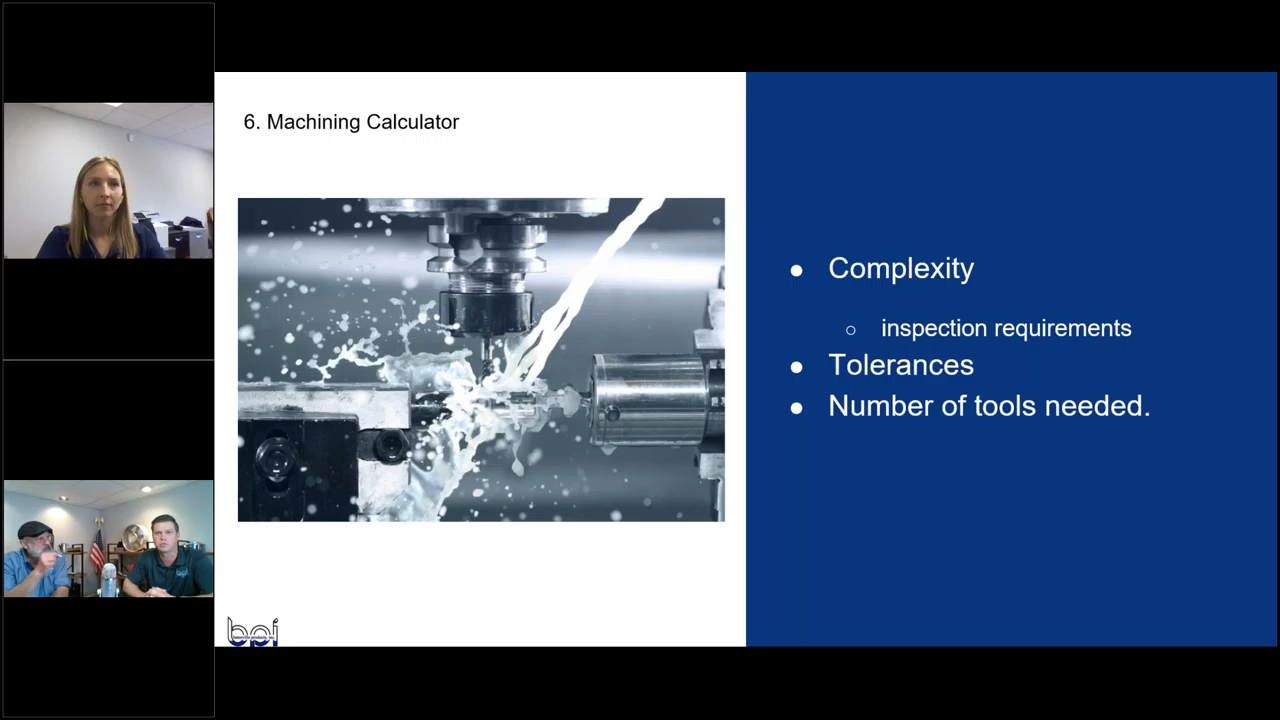 6. Machining Calculator
● Complexity
○ inspection requirements
● Tolerances
● Number of tools needed.
bpi